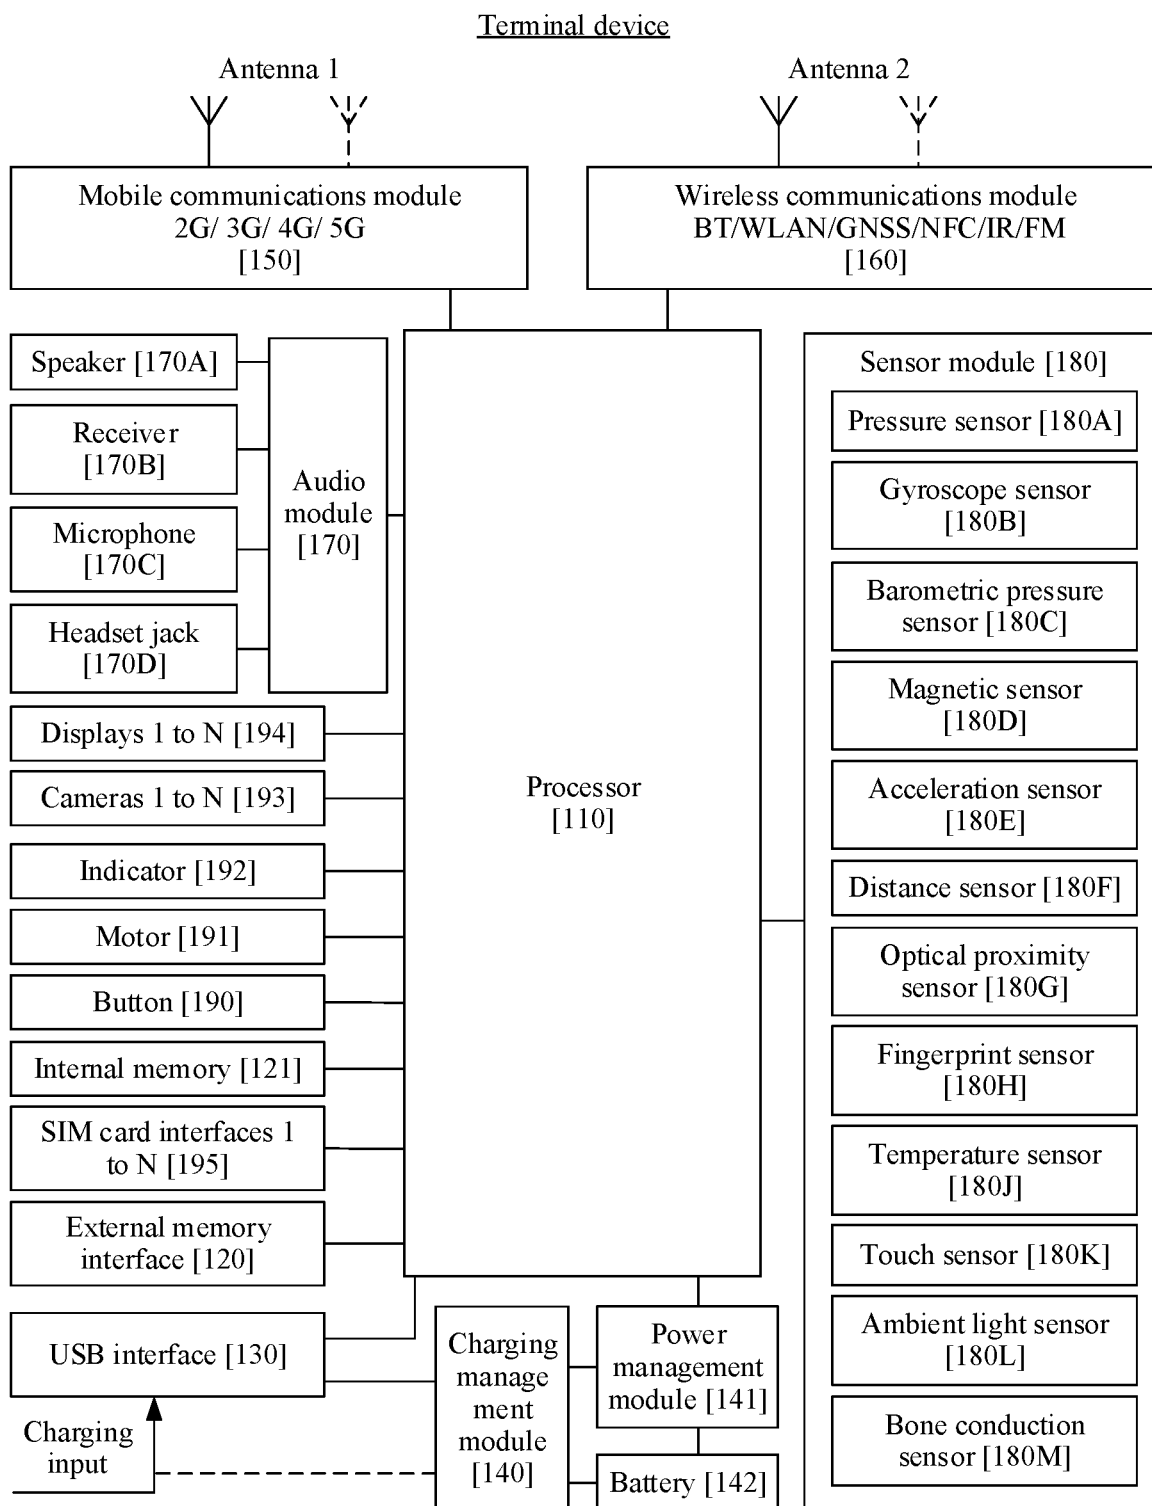 Terminal device
Antenna 1
Antenna 2
Mobile communications module
2G/ 3G/ 4G/ 5G
[150]
Wireless communications module
BT/WLAN/GNSS/NFC/IR/FM
[160]
Speaker [170A]
Receiver
[170B]
Microphone
[170C]
Headset jack
[170D]
Audio
module
[170]
Displays 1 to N [194]
Cameras 1 to N [193]
Indicator [192]
Motor [191]
Button [190]
Internal memory [121]
SIM card interfaces 1
to N [195]
External memory
interface [120]
USB interface [130]
Charging
input
Processor
[110]
Charging
manage
ment
module
[140]
Power
management
module [141]
Battery [142]
Sensor module [180]
Pressure sensor [180A]
Gyroscope sensor
[180B]
Barometric pressure
sensor [180C]
Magnetic sensor
[180D]
Acceleration sensor
[180E]
Distance sensor [180F]
Optical proximity
sensor [180G]
Fingerprint sensor
[180H]
Temperature sensor
[180J]
Touch sensor [180K]
Ambient light sensor
[180L]
Bone conduction
sensor [180M]